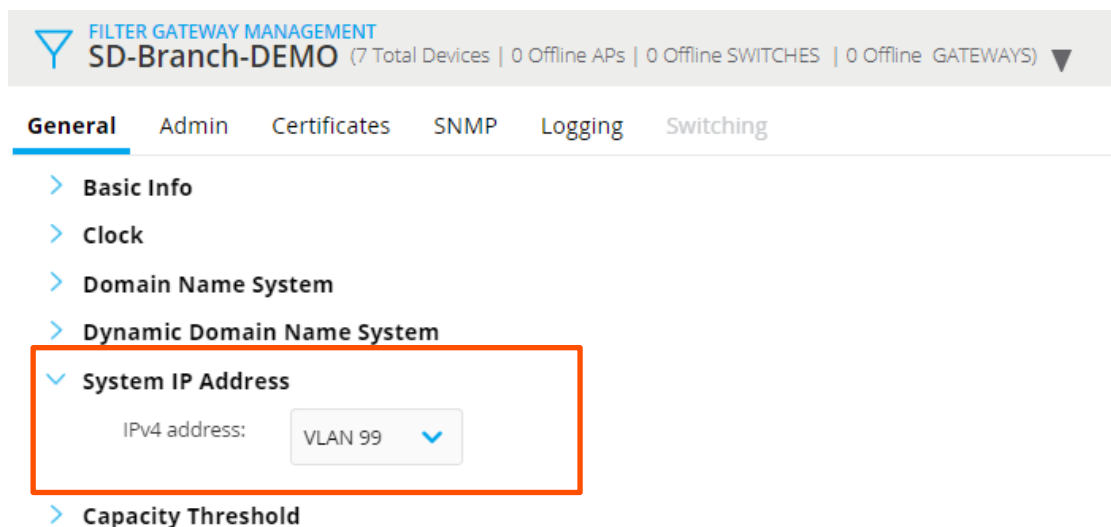 FILTER GATEWAY MANAGEMENT
SD-Branch-DEMO (7 Total Devices | 0 Offline APs | 0 Offline SWITCHES | 0 Offline GATEWAYS)
General Admin Certificates SNMP Logging Switching
Basic Info
Clock
Domain Name System
Dynamic Domain Name System
System IP Address
IPv4 address: VLAN 99
Capacity Threshold